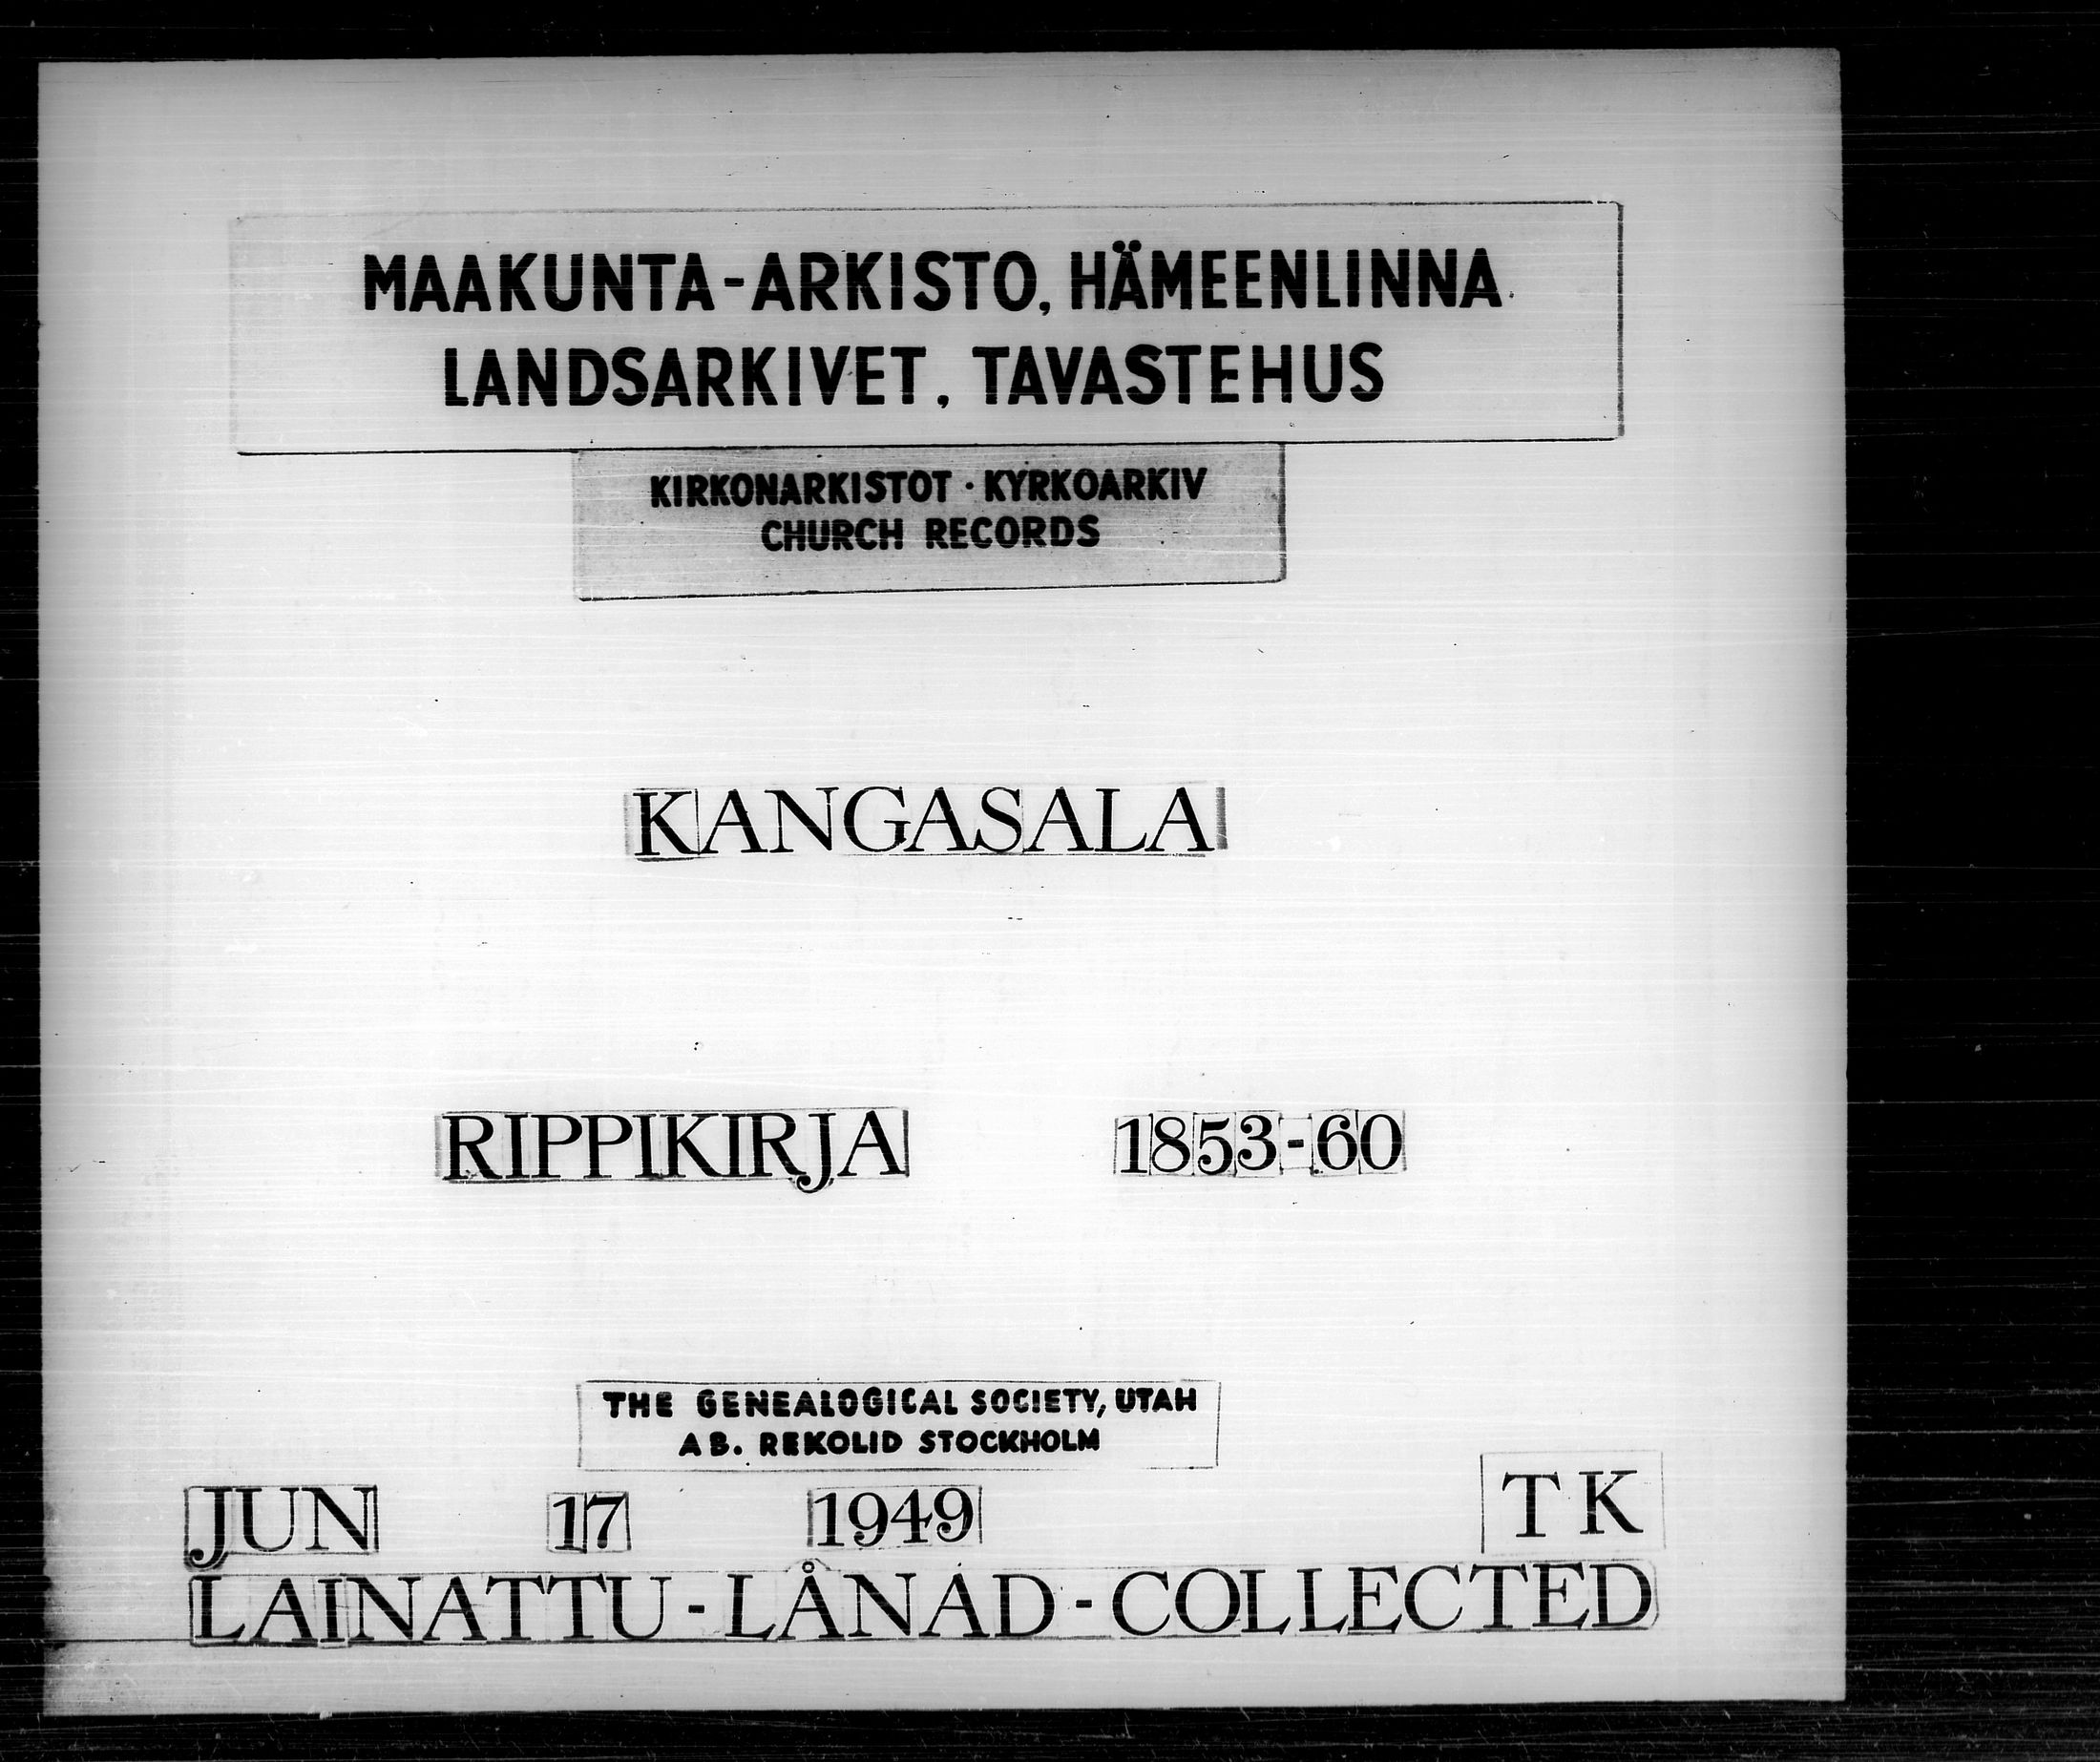 MAAKUNTA-ARKISTO, HÄMEENLINNA
LANDSARKIVET, TAVASTEHUS
KIRKONARKISTOT · KYRKOARKIV
CHURCH RECORDS
KANGASALA
RIPPIKIRJA 1853-60
THE GENEALOGICAL SOCIETY, UTAH
AB. REKOLID STOCKHOLM
JUN 17 1949 TK
LAINATTU-LÅNAD-COLLECTED